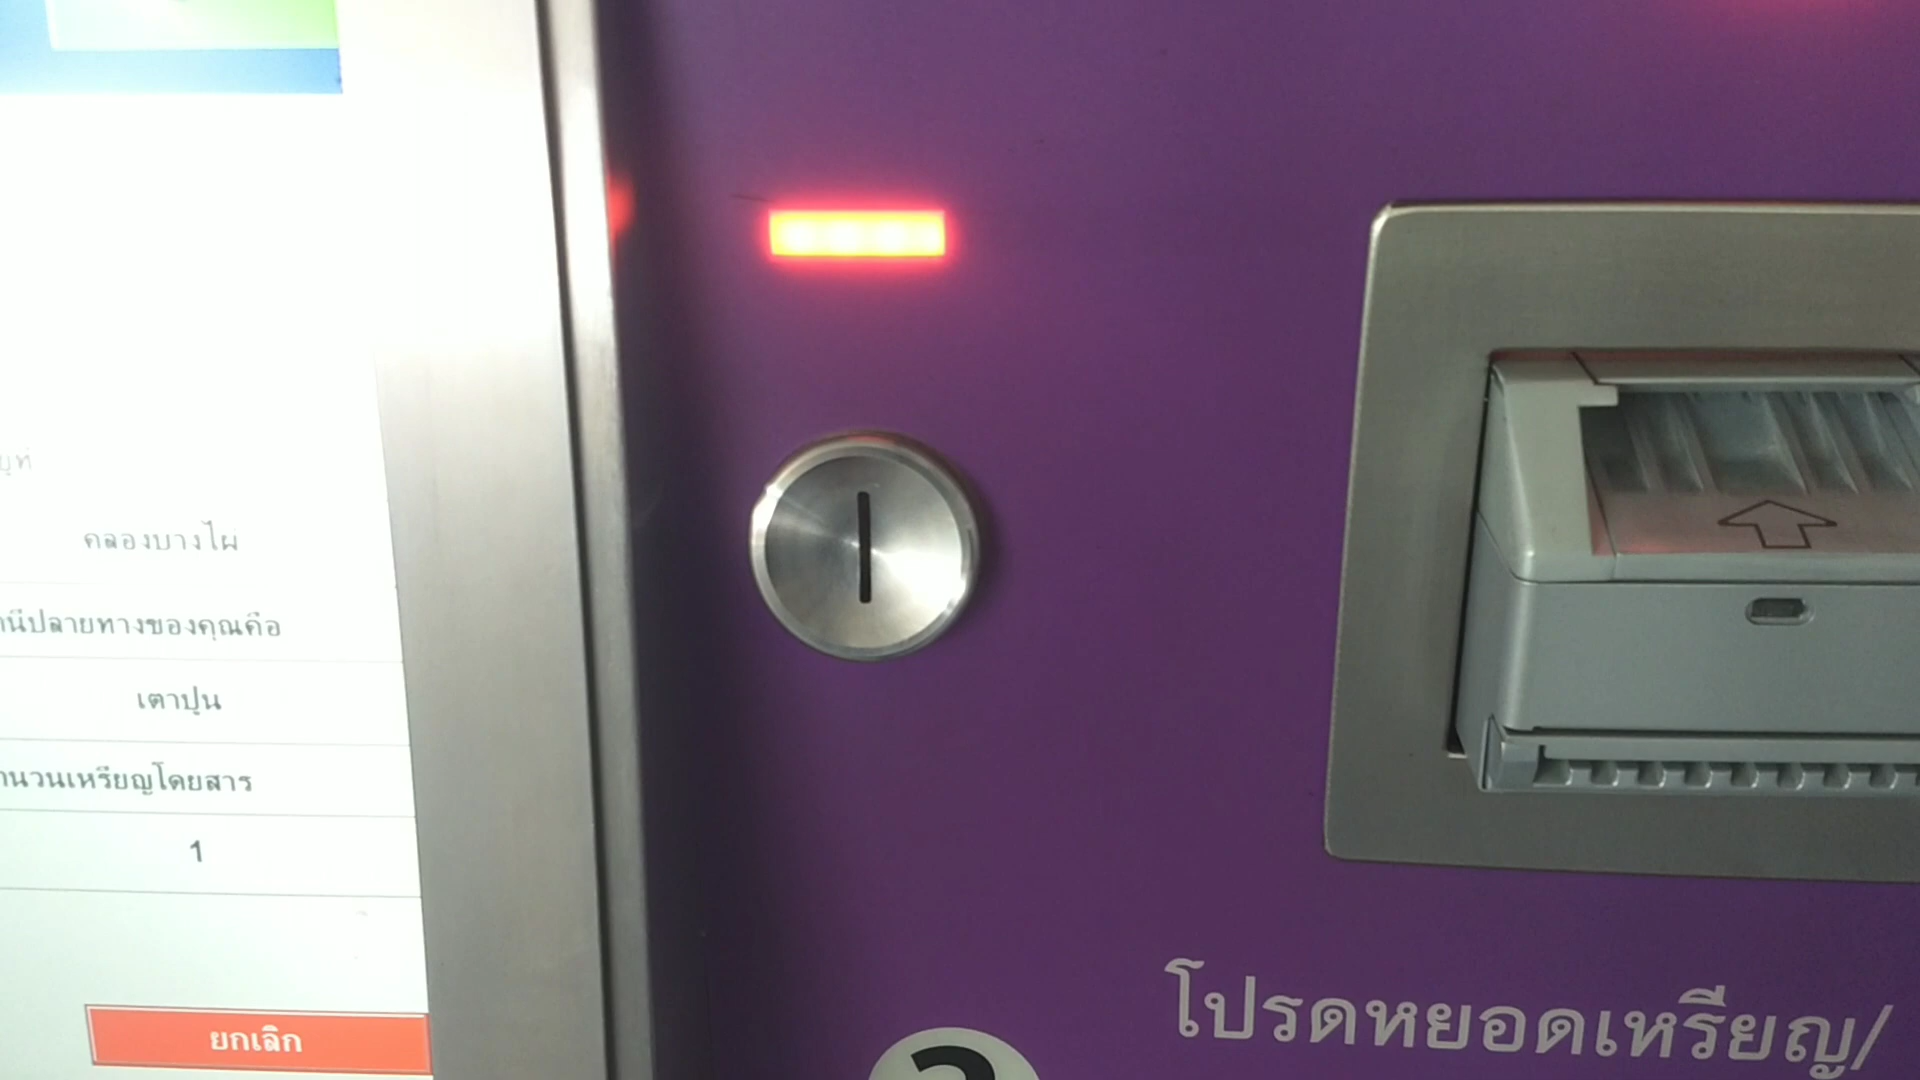 คลองบางไผ่
นีปลายทางของคุณคือ
เตาปูน
นวนเหรียญโดยสาร
1
ยกเลิก
โปรดหยอดเหรียญ/
2